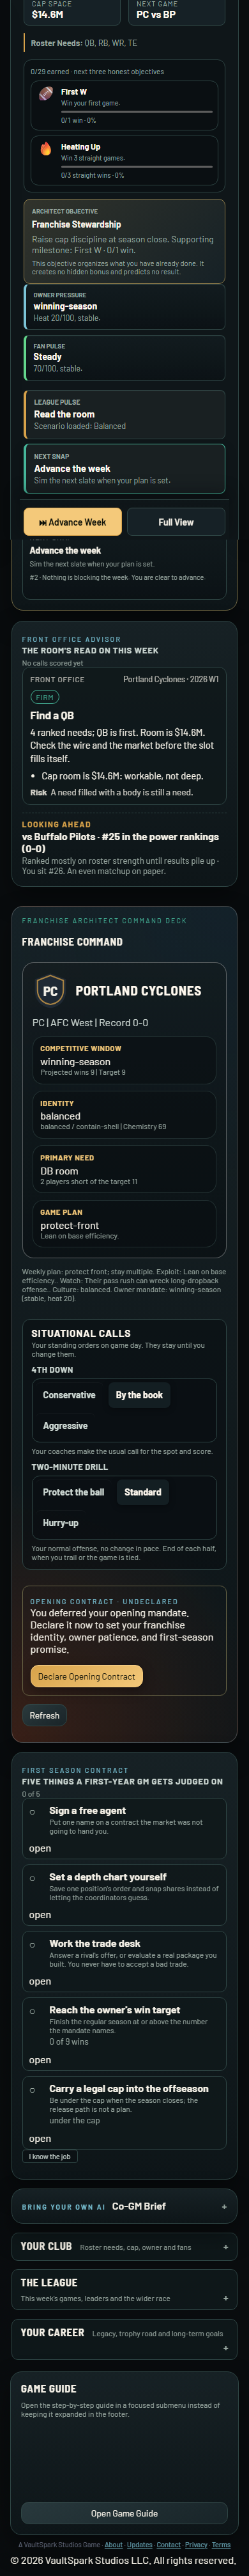 CAP SPACE
$14.6M
NEXT GAME
PC vs BP
Roster Needs: QB, RB, WR, TE
0/29 earned · next three honest objectives
First W
Win your first game.
0/1 win · 0%
Heating Up
Win 3 straight games.
0/3 straight wins · 0%
ARCHITECT OBJECTIVE
Franchise Stewardship
Raise cap discipline at season close. Supporting
milestone: First W · 0/1 win.
This objective organizes what you have already done. It
creates no hidden bonus and predicts no result.
OWNER PRESSURE
winning-season
Heat 20/100, stable.
FAN PULSE
Steady
70/100, stable.
LEAGUE PULSE
Read the room
Scenario loaded: Balanced
NEXT SNAP
Advance the week
Sim the next slate when your plan is set.
Advance Week
Full View
Advance the week
Sim the next slate when your plan is set.
#2 · Nothing is blocking the week. You are clear to advance.
FRONT OFFICE ADVISOR
THE ROOM'S READ ON THIS WEEK
No calls scored yet
FRONT OFFICE
Portland Cyclones · 2026 W1
FIRM
Find a QB
4 ranked needs; QB is first. Room is $14.6M.
Check the wire and the market before the slot
fills itself.
• Cap room is $14.6M: workable, not deep.
Risk A need filled with a body is still a need.
LOOKING AHEAD
vs Buffalo Pilots · #25 in the power rankings
(0-0)
Ranked mostly on roster strength until results pile up ·
You sit #26. An even matchup on paper.
FRANCHISE ARCHITECT COMMAND DECK
FRANCHISE COMMAND
PC
PORTLAND CYCLONES
PC | AFC West | Record 0-0
COMPETITIVE WINDOW
winning-season
Projected wins 9 | Target 9
IDENTITY
balanced
balanced / contain-shell | Chemistry 69
PRIMARY NEED
DB room
2 players short of the target 11
GAME PLAN
protect-front
Lean on base efficiency.
Weekly plan: protect front; stay multiple. Exploit: Lean on base
efficiency. . Watch: Their pass rush can wreck long-dropback
offense . Culture: balanced. Owner mandate: winning-season
(stable, heat 20).
SITUATIONAL CALLS
Your standing orders on game day. They stay until you
change them.
4TH DOWN
Conservative
By the book
Aggressive
Your coaches make the usual call for the spot and score.
TWO-MINUTE DRILL
Protect the ball
Standard
Hurry-up
Your normal offense, no change in pace. End of each half,
when you trail or the game is tied.
OPENING CONTRACT · UNDECLARED
You deferred your opening mandate.
Declare it now to set your franchise
identity, owner patience, and first-season
promise.
Declare Opening Contract
Refresh
FIRST SEASON CONTRACT
FIVE THINGS A FIRST-YEAR GM GETS JUDGED ON
0 of 5
Sign a free agent
Put one name on a contract the market was not
going to hand you.
open
Set a depth chart yourself
Save one position's order and snap shares instead of
letting the coordinators guess.
open
Work the trade desk
Answer a rival's offer, or evaluate a real package you
built. You never have to accept a bad trade.
open
Reach the owner's win target
Finish the regular season at or above the number
the mandate names.
0 of 9 wins
open
Carry a legal cap into the offseason
Be under the cap when the season closes; the
release path is not a plan.
under the cap
open
I know the job
BRING YOUR OWN AI Co-GM Brief +
YOUR CLUB Roster needs, cap, owner and fans +
THE LEAGUE
This week's games, leaders and the wider race +
YOUR CAREER Legacy, trophy road and long-term goals
+
GAME GUIDE
Open the step-by-step guide in a focused submenu instead of
keeping it expanded in the footer.
Open Game Guide
A VaultSpark Studios Game · About · Updates · Contact · Privacy · Terms
© 2026 VaultSpark Studios LLC. All rights reserved.